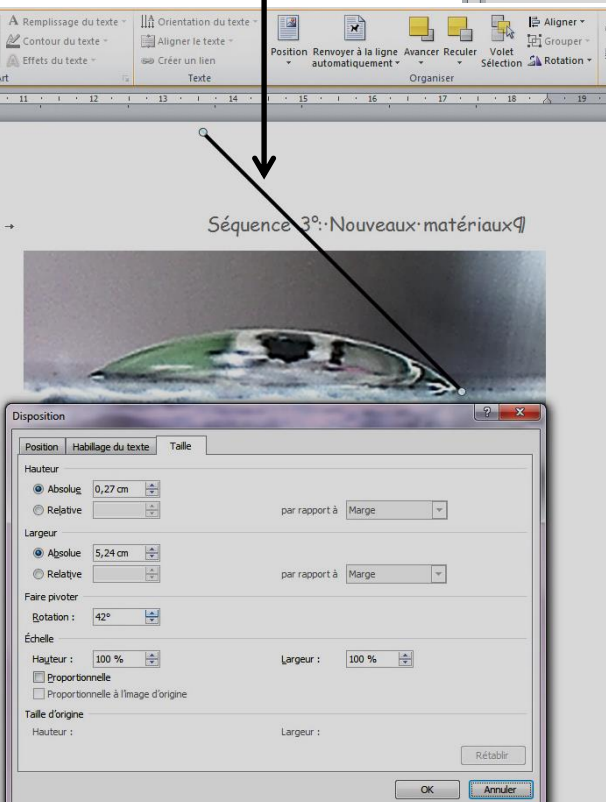 A Remplissage du texte
Contour du texte
Effets du texte
Orientation du texte
Aligner le texte
Créer un lien
Texte
Position
Renvoyer à la ligne
automatiquement
Avancer
Reculer
Volet
Sélection
Aligner
Grouper
Rotation
Organiser
11 12 13 14 15 16 17 18 19
Séquence 3°:·Nouveaux·matériaux¶
Disposition
Position Habillage du texte Taille
Hauteur
Absolue 0,27 cm
Relative par rapport à Marge
Largeur
Absolue 5,24 cm
Relative par rapport à Marge
Faire pivoter
Rotation : 42°
Échelle
Hauteur : 100 % Largeur : 100 %
Proportionnelle
Proportionnelle à l'image d'origine
Taille d'origine
Hauteur : Largeur :
Rétablir
OK Annuler